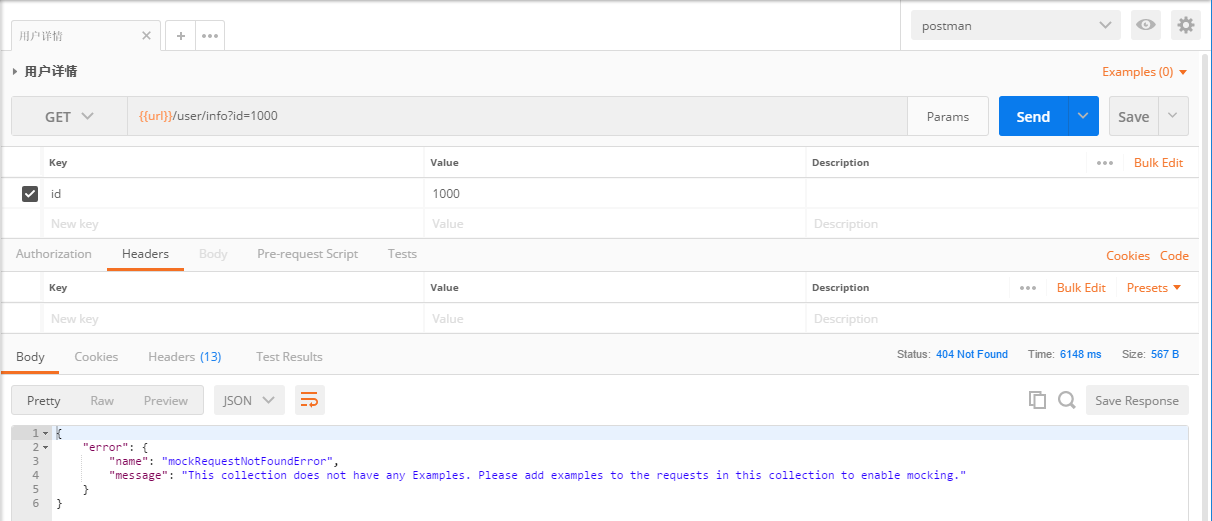 用户详情
postman
用户详情
Examples (0)
GET
{{url}}/user/info?id=1000
Params
Send
Save
Key Value Description Bulk Edit
id 1000
New key Value Description
Authorization Headers Body Pre-request Script Tests Cookies Code
Key Value Description Bulk Edit Presets
New key Value Description
Body Cookies Headers (13) Test Results Status: 404 Not Found Time: 6148 ms Size: 567 B
Pretty Raw Preview JSON Save Response
1 {
2 "error": {
3 "name": "mockRequestNotFoundError",
4 "message": "This collection does not have any Examples. Please add examples to the requests in this collection to enable mocking."
5 }
6 }